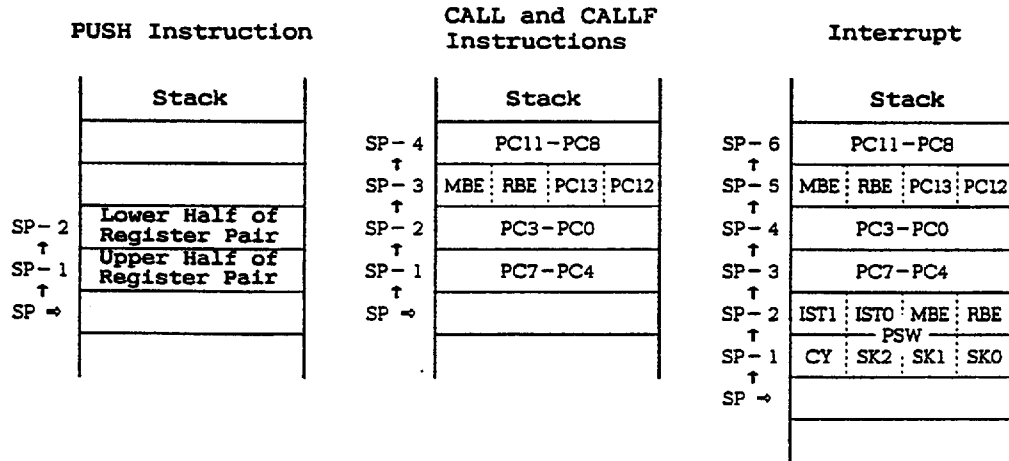 PUSH Instruction
Stack
SP-2
Lower Half of
Register Pair
↑
SP-1
Upper Half of
Register Pair
↑
SP ⇒
CALL and CALLF
Instructions
Stack
SP-4 PC11-PC8
↑
SP-3 MBE RBE PC13 PC12
↑
SP-2 PC3-PC0
↑
SP-1 PC7-PC4
↑
SP ⇒
Interrupt
Stack
SP-6 PC11-PC8
↑
SP-5 MBE RBE PC13 PC12
↑
SP-4 PC3-PC0
↑
SP-3 PC7-PC4
↑
SP-2 IST1 IST0 MBE RBE
↑ PSW
SP-1 CY SK2 SK1 SK0
↑
SP ⇒